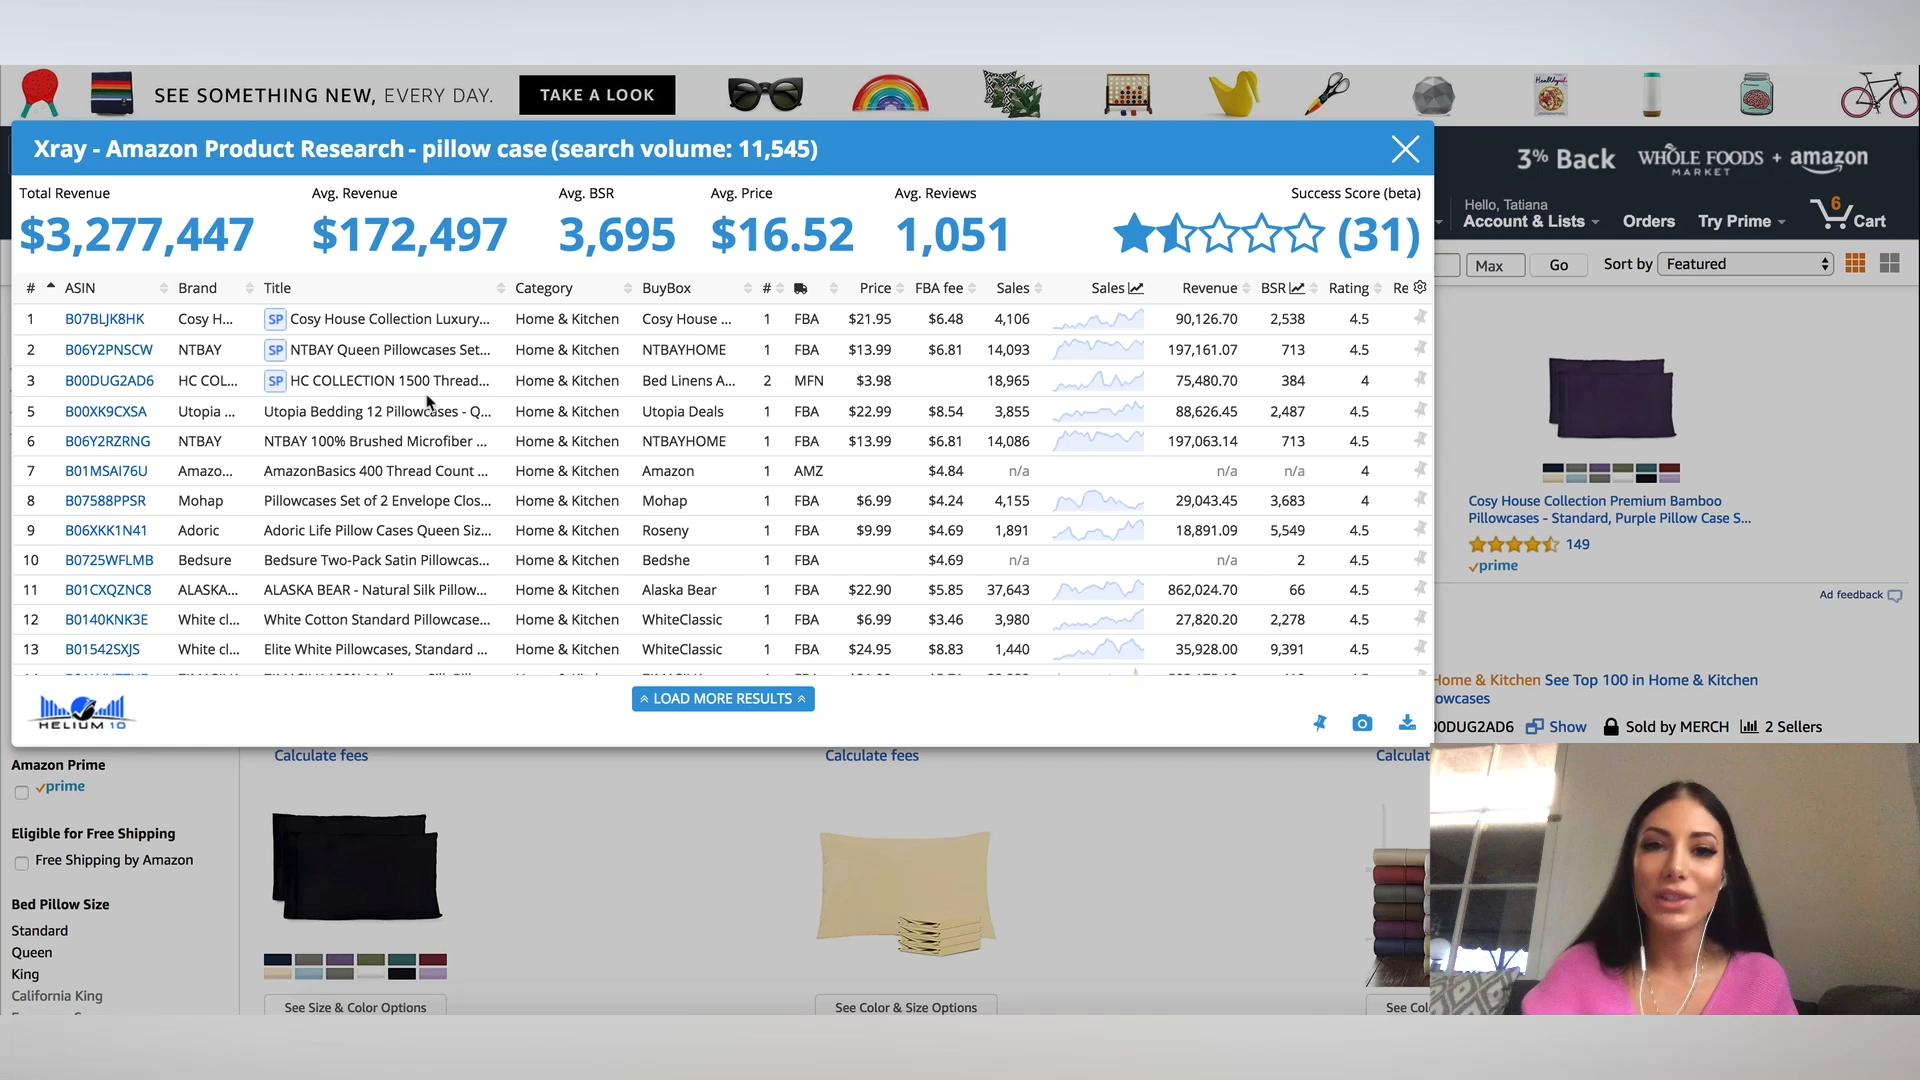 SEE SOMETHING NEW, EVERY DAY. TAKE A LOOK
Healthyish
Xray - Amazon Product Research - pillow case (search volume: 11,545)
3% Back WHOLE FOODS MARKET + amazon
Hello, Tatiana
Account & Lists Orders Try Prime 6 Cart
Max Go Sort by Featured
Total Revenue Avg. Revenue Avg. BSR Avg. Price Avg. Reviews Success Score (beta)
$3,277,447 $172,497 3,695 $16.52 1,051 (31)
# ASIN Brand Title Category BuyBox # Price FBA fee Sales Sales Revenue BSR Rating Re
1 B07BLJK8HK Cosy H... SP Cosy House Collection Luxury... Home & Kitchen Cosy House ... 1 FBA $21.95 $6.48 4,106 90,126.70 2,538 4.5
2 B06Y2PNSCW NTBAY SP NTBAY Queen Pillowcases Set... Home & Kitchen NTBAYHOME 1 FBA $13.99 $6.81 14,093 197,161.07 713 4.5
3 B00DUG2AD6 HC COL... SP HC COLLECTION 1500 Thread... Home & Kitchen Bed Linens A... 2 MFN $3.98 18,965 75,480.70 384 4
5 B00XK9CXSA Utopia ... Utopia Bedding 12 Pillowcases - Q... Home & Kitchen Utopia Deals 1 FBA $22.99 $8.54 3,855 88,626.45 2,487 4.5
6 B06Y2RZRNG NTBAY NTBAY 100% Brushed Microfiber ... Home & Kitchen NTBAYHOME 1 FBA $13.99 $6.81 14,086 197,063.14 713 4.5
7 B01MSAI76U Amazo... AmazonBasics 400 Thread Count ... Home & Kitchen Amazon 1 AMZ $4.84 n/a n/a n/a 4
8 B07588PPSR Mohap Pillowcases Set of 2 Envelope Clos... Home & Kitchen Mohap 1 FBA $6.99 $4.24 4,155 29,043.45 3,683 4
9 B06XKK1N41 Adoric Adoric Life Pillow Cases Queen Siz... Home & Kitchen Roseny 1 FBA $9.99 $4.69 1,891 18,891.09 5,549 4.5
10 B0725WFLMB Bedsure Bedsure Two-Pack Satin Pillowcas... Home & Kitchen Bedshe 1 FBA $4.69 n/a n/a 2 4.5
11 B01CXQZNC8 ALASKA... ALASKA BEAR - Natural Silk Pillow... Home & Kitchen Alaska Bear 1 FBA $22.90 $5.85 37,643 862,024.70 66 4.5
12 B0140KNK3E White cl... White Cotton Standard Pillowcase... Home & Kitchen WhiteClassic 1 FBA $6.99 $3.46 3,980 27,820.20 2,278 4.5
13 B01542SXJS White cl... Elite White Pillowcases, Standard ... Home & Kitchen WhiteClassic 1 FBA $24.95 $8.83 1,440 35,928.00 9,391 4.5
LOAD MORE RESULTS
HELIUM 10
Cosy House Collection Premium Bamboo
Pillowcases - Standard, Purple Pillow Case S...
149
prime
Ad feedback
Home & Kitchen See Top 100 in Home & Kitchen
owcases
00DUG2AD6 Show Sold by MERCH 2 Sellers
Calculate fees Calculate fees Calculat
Amazon Prime
prime
Eligible for Free Shipping
Free Shipping by Amazon
Bed Pillow Size
Standard
Queen
King
California King
See Size & Color Options See Color & Size Options See Col